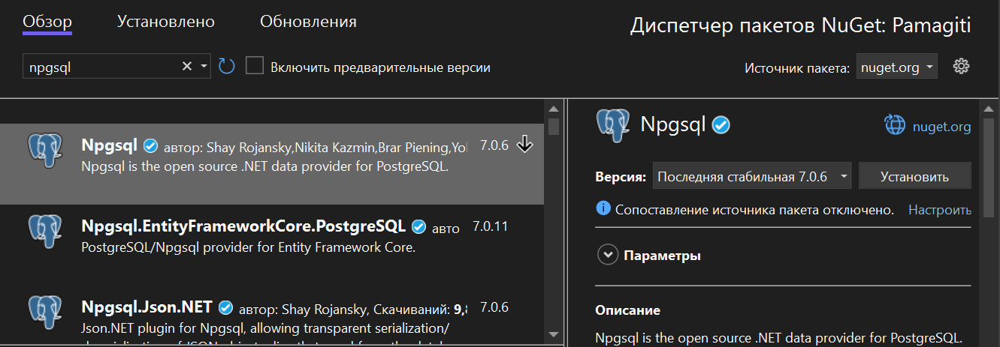 Обзор Установлено Обновления
Диспетчер пакетов NuGet: Pamagiti
npgsql
Включить предварительные версии
Источник пакета: nuget.org
Npgsql автор: Shay Rojansky,Nikita Kazmin,Brar Piening,Yoh 7.0.6
Npgsql is the open source .NET data provider for PostgreSQL.
Npgsql.EntityFrameworkCore.PostgreSQL авто 7.0.11
PostgreSQL/Npgsql provider for Entity Framework Core.
Npgsql.Json.NET автор: Shay Rojansky, Скачиваний: 9,8 7.0.6
Json.NET plugin for Npgsql, allowing transparent serialization/
Npgsql
nuget.org
Версия: Последняя стабильная 7.0.6 Установить
Сопоставление источника пакета отключено. Настроить
Параметры
Описание
Npgsql is the open source .NET data provider for PostgreSQL.